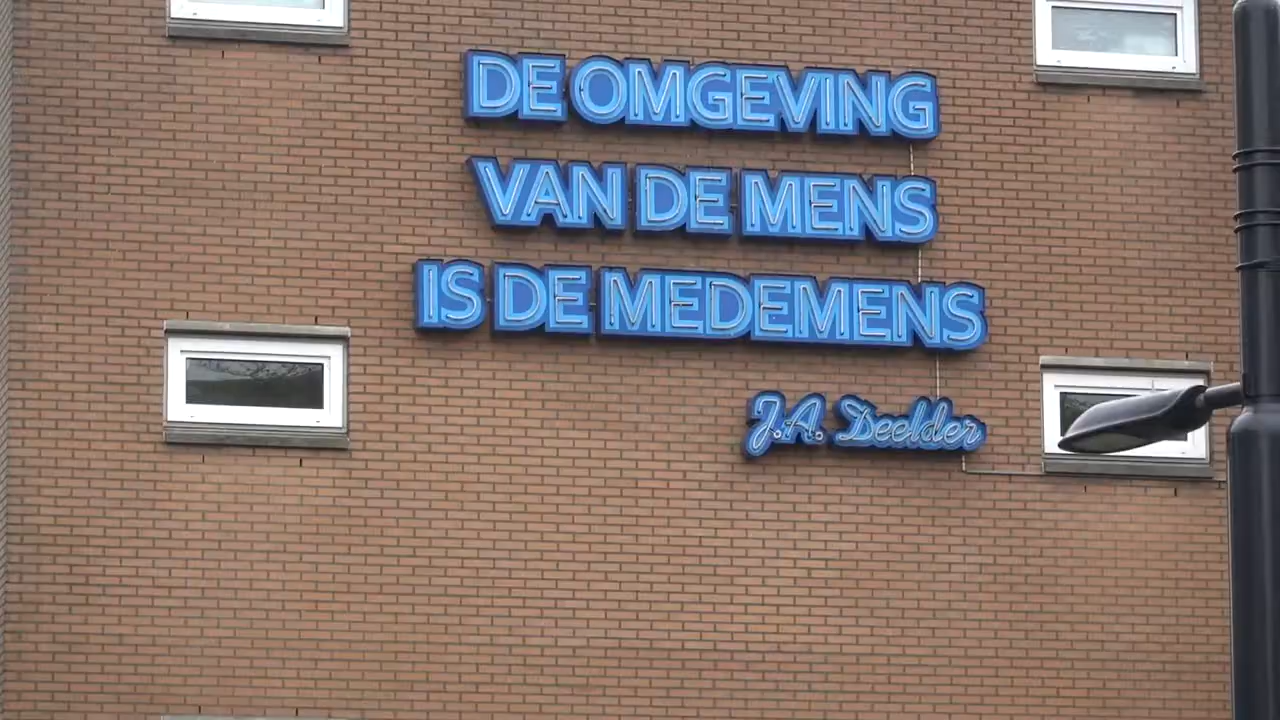 DE OMGEVING
VAN DE MENS
IS DE MEDEMENS
J.A. Deelder